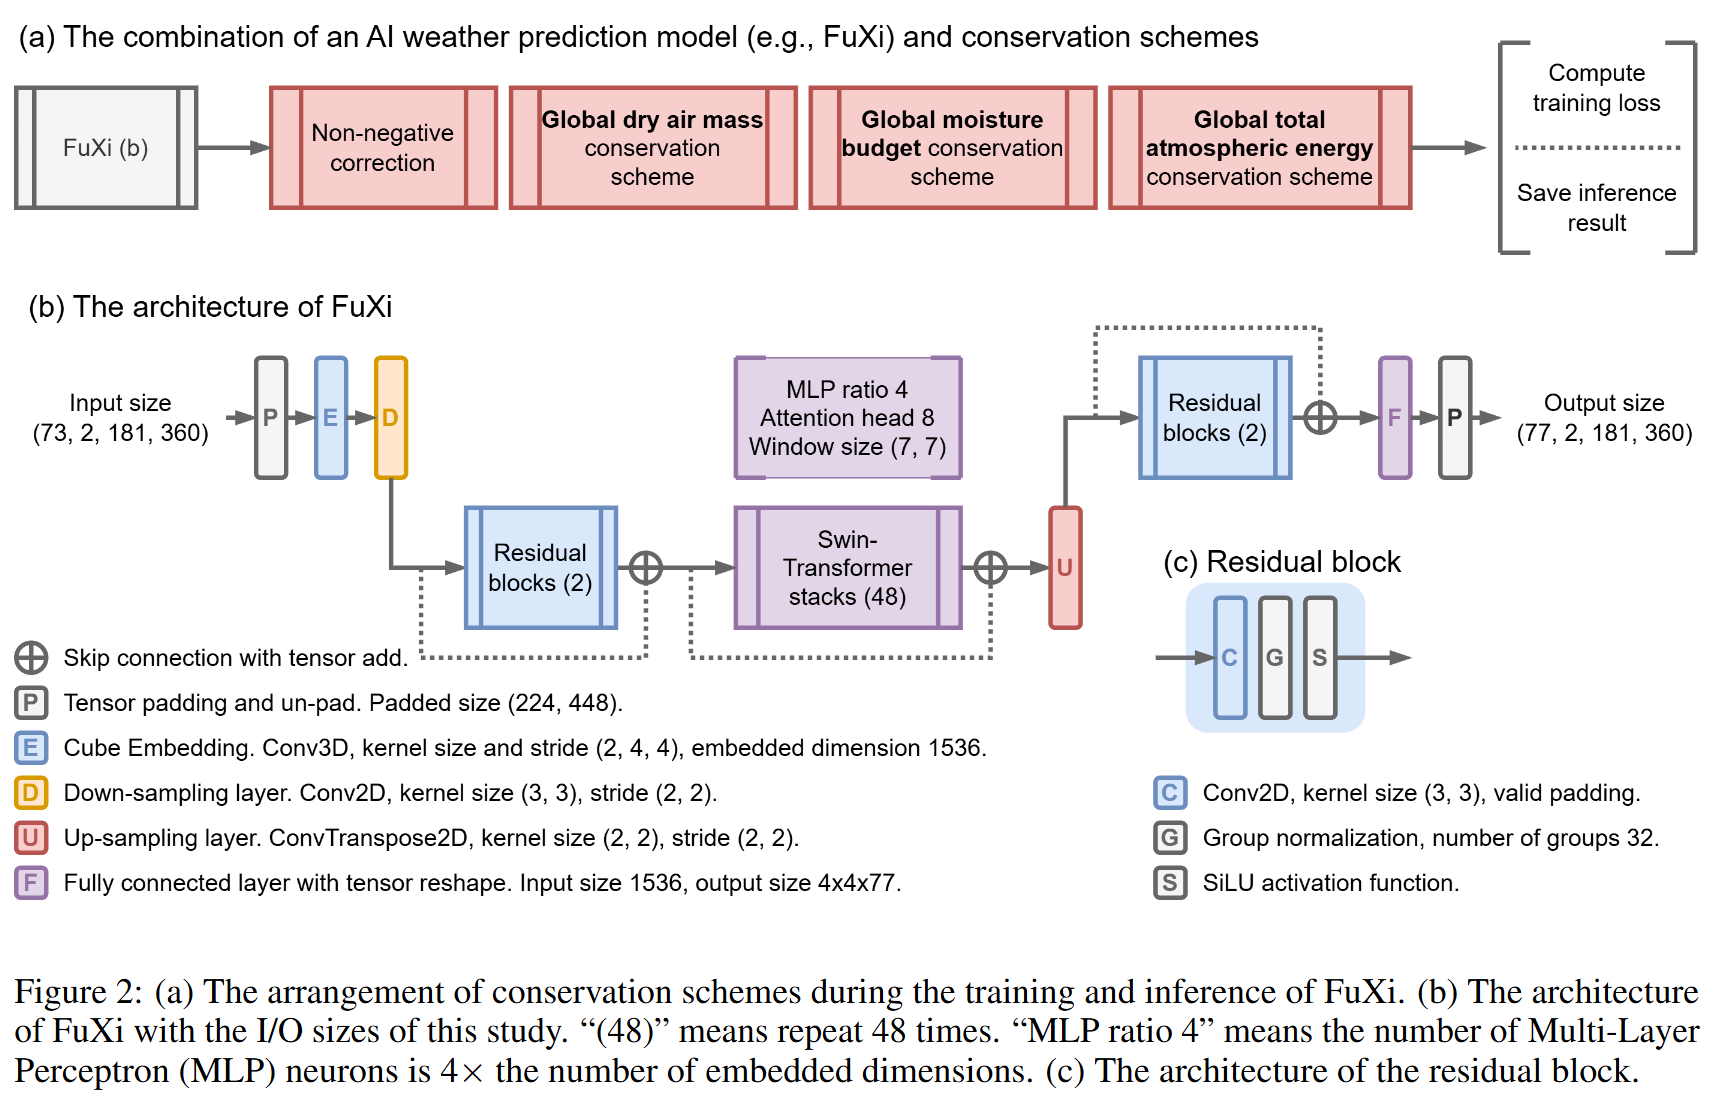 (a) The combination of an AI weather prediction model (e.g., FuXi) and conservation schemes
FuXi (b)
Non-negative
correction
Global dry air mass
conservation
scheme
Global moisture
budget conservation
scheme
Global total
atmospheric energy
conservation scheme
Compute
training loss
Save inference
result
(b) The architecture of FuXi
Input size
(73, 2, 181, 360)
P
E
D
Residual
blocks (2)
MLP ratio 4
Attention head 8
Window size (7, 7)
Swin-
Transformer
stacks (48)
U
Residual
blocks (2)
F
P
Output size
(77, 2, 181, 360)
Skip connection with tensor add.
P Tensor padding and un-pad. Padded size (224, 448).
E Cube Embedding. Conv3D, kernel size and stride (2, 4, 4), embedded dimension 1536.
D Down-sampling layer. Conv2D, kernel size (3, 3), stride (2, 2).
U Up-sampling layer. ConvTranspose2D, kernel size (2, 2), stride (2, 2).
F Fully connected layer with tensor reshape. Input size 1536, output size 4x4x77.
(c) Residual block
C
G
S
C Conv2D, kernel size (3, 3), valid padding.
G Group normalization, number of groups 32.
S SiLU activation function.
Figure 2: (a) The arrangement of conservation schemes during the training and inference of FuXi. (b) The architecture
of FuXi with the I/O sizes of this study. “(48)” means repeat 48 times. “MLP ratio 4” means the number of Multi-Layer
Perceptron (MLP) neurons is 4× the number of embedded dimensions. (c) The architecture of the residual block.